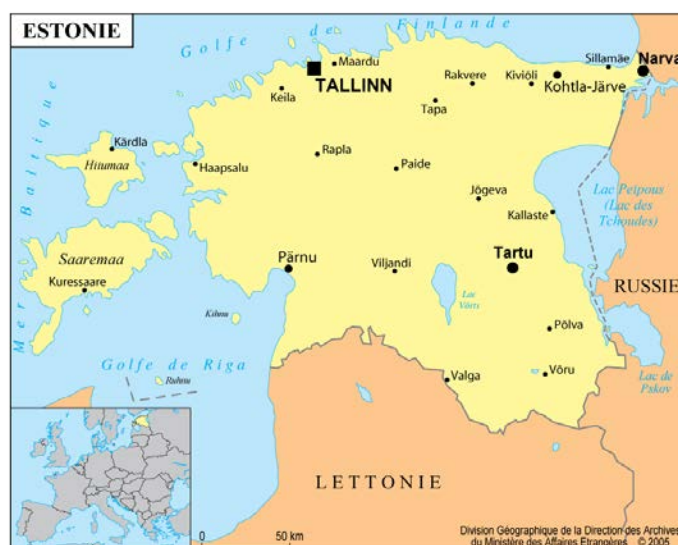 ESTONIE
Golfe de Finlande
Maardu
TALLINN
Keila
Rakvere
Kiviõli
Sillamäe
Narva
Kohtla-Järve
Tapa
Mer Baltique
Kärdla
Hiiumaa
Haapsalu
Rapla
Paide
Jõgeva
Kallaste
Lac Peipous
(Lac des
Tchoudes)
Saaremaa
Kuressaare
Pärnu
Viljandi
Tartu
RUSSIE
Lac
Võrts
Kihnu
Põlva
Golfe de Riga
Ruhnu
Valga
Võru
Lac de
Pskov
LETTONIE
0
50 km
Division Géographique de la Direction des Archives
du Ministère des Affaires Etrangères © 2005